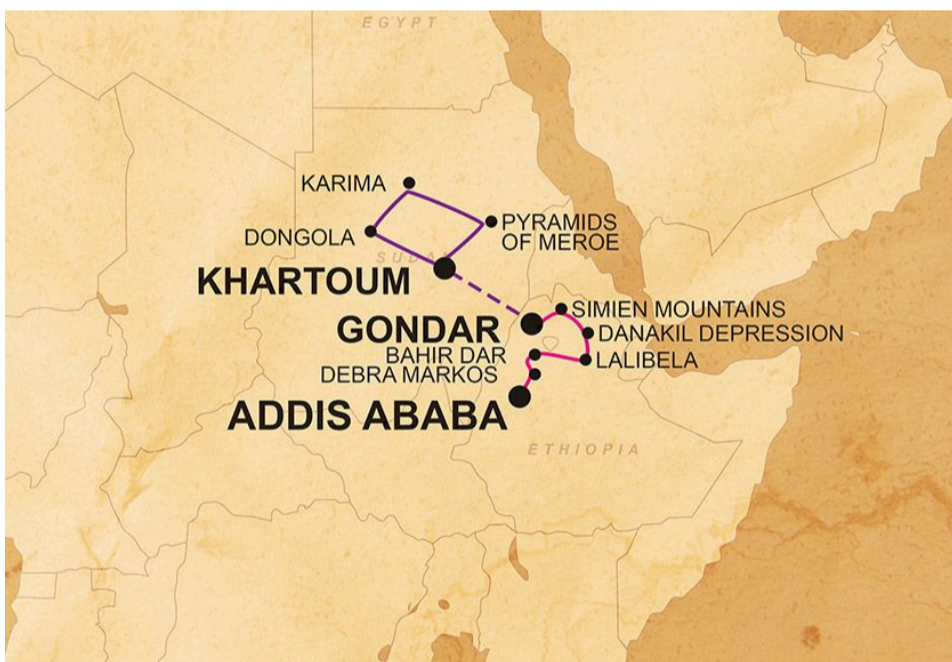 EGYPT
KARIMA
PYRAMIDS
OF MEROE
DONGOLA
SUDAN
KHARTOUM
SIMIEN MOUNTAINS
GONDAR
DANAKIL DEPRESSION
BAHIR DAR
LALIBELA
DEBRA MARKOS
ADDIS ABABA
ETHIOPIA